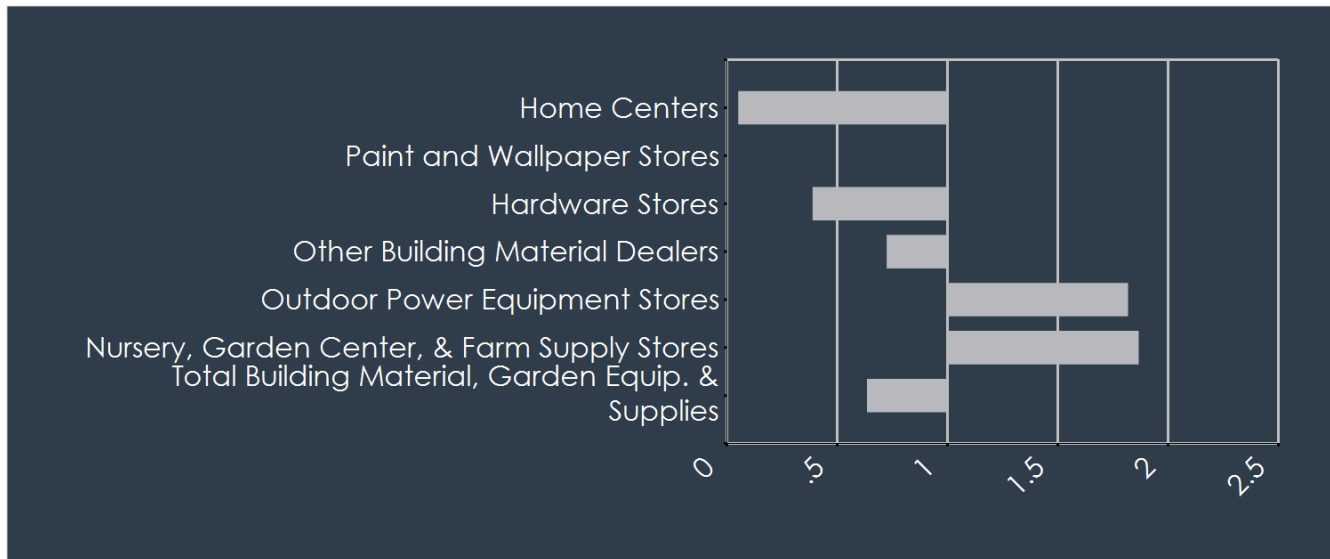 Home Centers
Paint and Wallpaper Stores
Hardware Stores
Other Building Material Dealers
Outdoor Power Equipment Stores
Nursery, Garden Center, & Farm Supply Stores
Total Building Material, Garden Equip. &
Supplies
0
.5
1
1.5
2
2.5